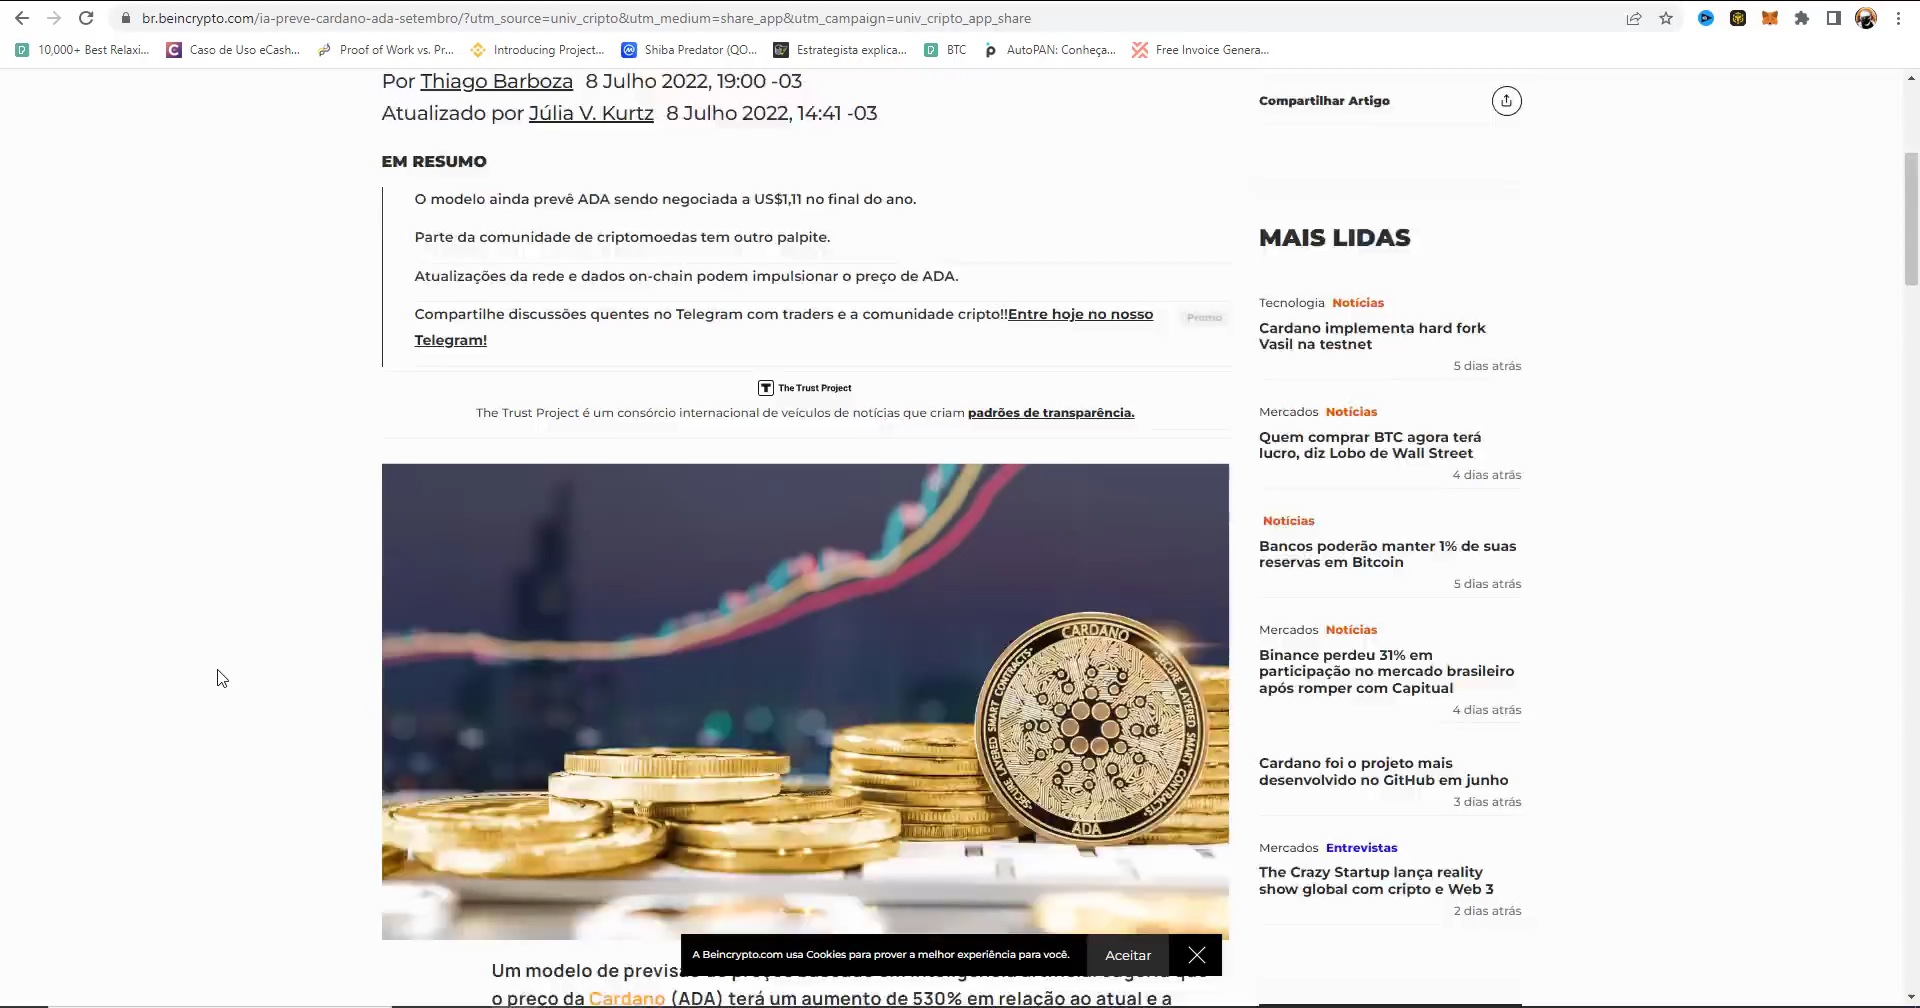 br.beincrypto.com/ia-preve-cardano-ada-setembro/?utm_source=univ_cripto&utm_medium=share_app&utm_campaign=univ_cripto_app_share
10,000+ Best Relaxi...
Caso de Uso eCash...
Proof of Work vs. Pr...
Introducing Project...
Shiba Predator (QO...
Estrategista explica...
BTC
AutoPAN: Conheça...
Free Invoice Genera...
Por Thiago Barboza 8 Julho 2022, 19:00 -03
Atualizado por Júlia V. Kurtz 8 Julho 2022, 14:41 -03
EM RESUMO
O modelo ainda prevê ADA sendo negociada a US$1,11 no final do ano.
Parte da comunidade de criptomoedas tem outro palpite.
Atualizações da rede e dados on-chain podem impulsionar o preço de ADA.
Compartilhe discussões quentes no Telegram com traders e a comunidade cripto!!Entre hoje no nosso
Telegram!
Promo
The Trust Project
The Trust Project é um consórcio internacional de veículos de notícias que criam padrões de transparência.
CARDANO
SECURE LAYERED SMART CONTRACTS
ADA
SECURE LAYERED SMART CONTRACTS
Um modelo de previs
o preço da Cardano (ADA) terá um aumento de 530% em relação ao atual e a
A Beincrypto.com usa Cookies para prover a melhor experiência para você.
Aceitar
Compartilhar Artigo
MAIS LIDAS
Tecnologia Notícias
Cardano implementa hard fork
Vasil na testnet
5 dias atrás
Mercados Notícias
Quem comprar BTC agora terá
lucro, diz Lobo de Wall Street
4 dias atrás
Notícias
Bancos poderão manter 1% de suas
reservas em Bitcoin
5 dias atrás
Mercados Notícias
Binance perdeu 31% em
participação no mercado brasileiro
após romper com Capitual
4 dias atrás
Cardano foi o projeto mais
desenvolvido no GitHub em junho
3 dias atrás
Mercados Entrevistas
The Crazy Startup lança reality
show global com cripto e Web 3
2 dias atrás